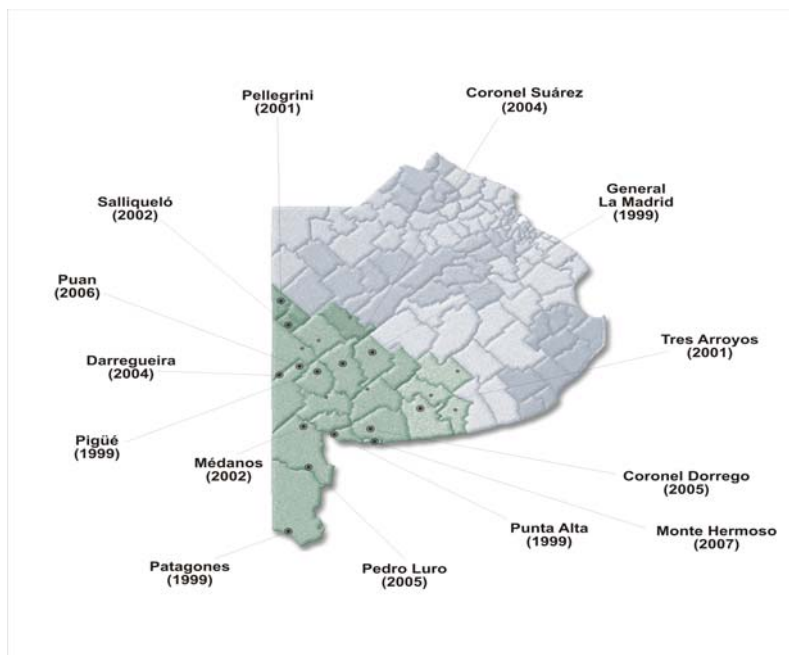 Pellegrini
(2001)
Coronel Suárez
(2004)
Salliqueló
(2002)
General
La Madrid
(1999)
Puan
(2006)
Darregueira
(2004)
Tres Arroyos
(2001)
Pigüé
(1999)
Médanos
(2002)
Coronel Dorrego
(2005)
Punta Alta
(1999)
Monte Hermoso
(2007)
Patagones
(1999)
Pedro Luro
(2005)